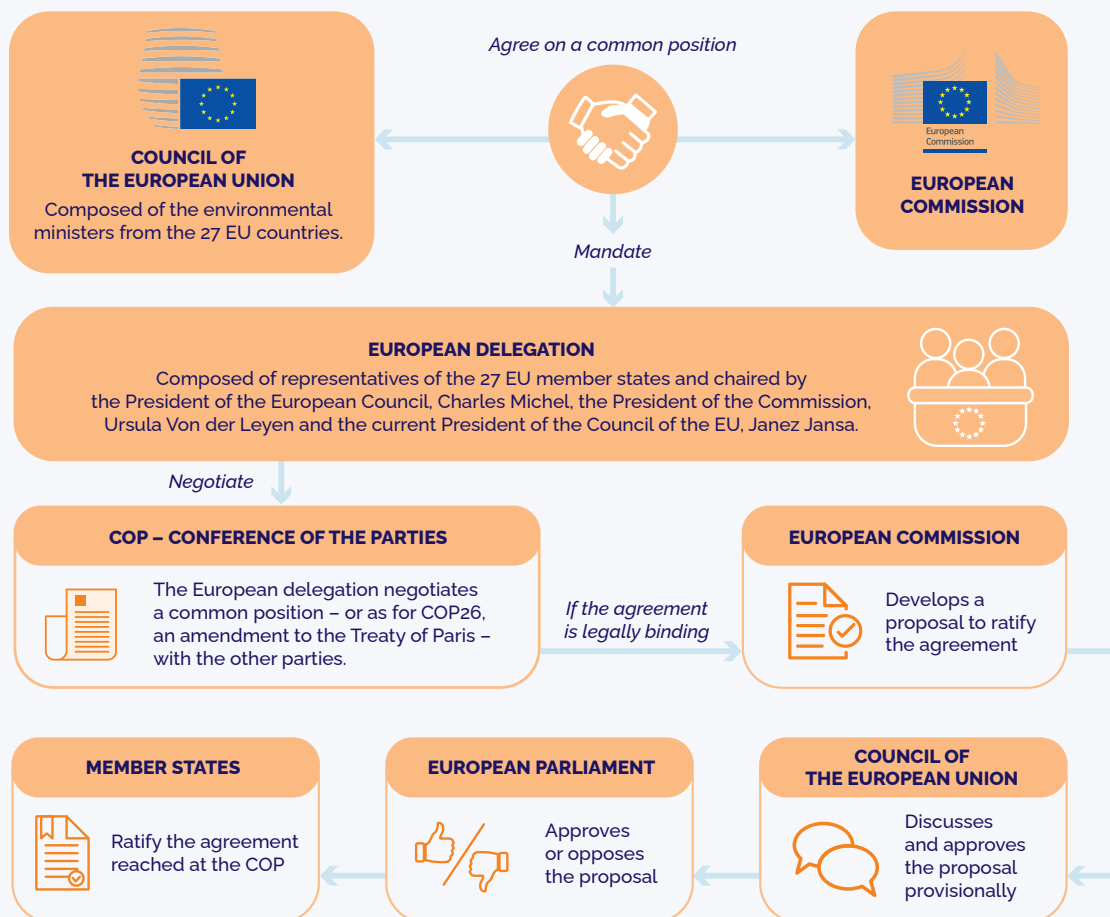 Agree on a common position
COUNCIL OF
THE EUROPEAN UNION
Composed of the environmental
ministers from the 27 EU countries.
European
Commission
EUROPEAN
COMMISSION
Mandate
EUROPEAN DELEGATION
Composed of representatives of the 27 EU member states and chaired by
the President of the European Council, Charles Michel, the President of the Commission,
Ursula Von der Leyen and the current President of the Council of the EU, Janez Jansa.
Negotiate
COP – CONFERENCE OF THE PARTIES
The European delegation negotiates
a common position – or as for COP26,
an amendment to the Treaty of Paris –
with the other parties.
If the agreement
is legally binding
EUROPEAN COMMISSION
Develops a
proposal to ratify
the agreement
COUNCIL OF
THE EUROPEAN UNION
Discusses
and approves
the proposal
provisionally
EUROPEAN PARLIAMENT
Approves
or opposes
the proposal
MEMBER STATES
Ratify the agreement
reached at the COP